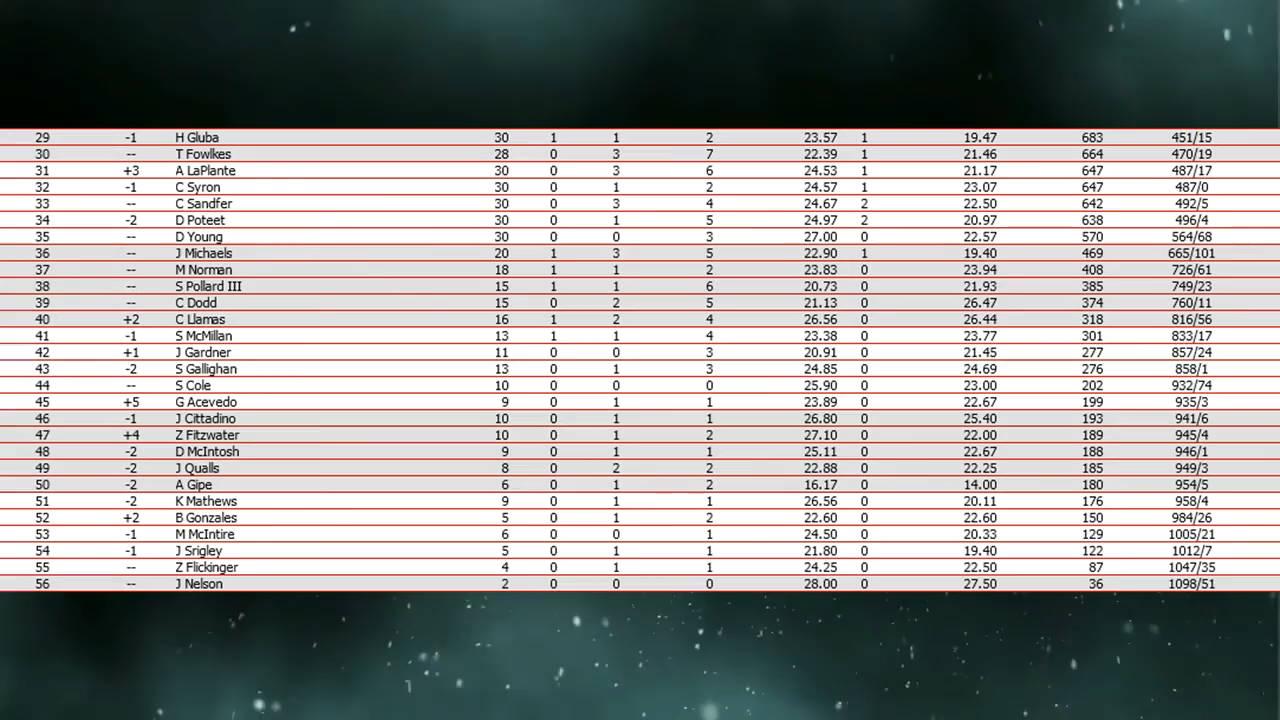 29 -1 H Gluba 30 1 1 2 23.57 1 19.47 683 451/15
30 -- T Fowlkes 28 0 3 7 22.39 1 21.46 664 470/19
31 +3 A LaPlante 30 0 3 6 24.53 1 21.17 647 487/17
32 -1 C Syron 30 0 1 2 24.57 1 23.07 647 487/0
33 -- C Sandfer 30 0 3 4 24.67 2 22.50 642 492/5
34 -2 D Poteet 30 0 1 5 24.97 2 20.97 638 496/4
35 -- D Young 30 0 0 3 27.00 0 22.57 570 564/68
36 -- J Michaels 20 1 3 5 22.90 1 19.40 469 665/101
37 -- M Norman 18 1 1 2 23.83 0 23.94 408 726/61
38 -- S Pollard III 15 1 1 6 20.73 0 21.93 385 749/23
39 -- C Dodd 15 0 2 5 21.13 0 26.47 374 760/11
40 +2 C Llamas 16 1 2 4 26.56 0 26.44 318 816/56
41 -1 S McMillan 13 1 1 4 23.38 0 23.77 301 833/17
42 +1 J Gardner 11 0 0 3 20.91 0 21.45 277 857/24
43 -2 S Gallighan 13 0 1 3 24.85 0 24.69 276 858/1
44 -- S Cole 10 0 0 0 25.90 0 23.00 202 932/74
45 +5 G Acevedo 9 0 1 1 23.89 0 22.67 199 935/3
46 -1 J Cittadino 10 0 1 1 26.80 0 25.40 193 941/6
47 +4 Z Fitzwater 10 0 1 2 27.10 0 22.00 189 945/4
48 -2 D McIntosh 9 0 1 1 25.11 0 22.67 188 946/1
49 -2 J Qualls 8 0 2 2 22.88 0 22.25 185 949/3
50 -2 A Gipe 6 0 1 2 16.17 0 14.00 180 954/5
51 -2 K Mathews 9 0 1 1 26.56 0 20.11 176 958/4
52 +2 B Gonzales 5 0 1 2 22.60 0 22.60 150 984/26
53 -1 M McIntire 6 0 0 1 24.50 0 20.33 129 1005/21
54 -1 J Srigley 5 0 1 1 21.80 0 19.40 122 1012/7
55 -- Z Flickinger 4 0 1 1 24.25 0 22.50 87 1047/35
56 -- J Nelson 2 0 0 0 28.00 0 27.50 36 1098/51